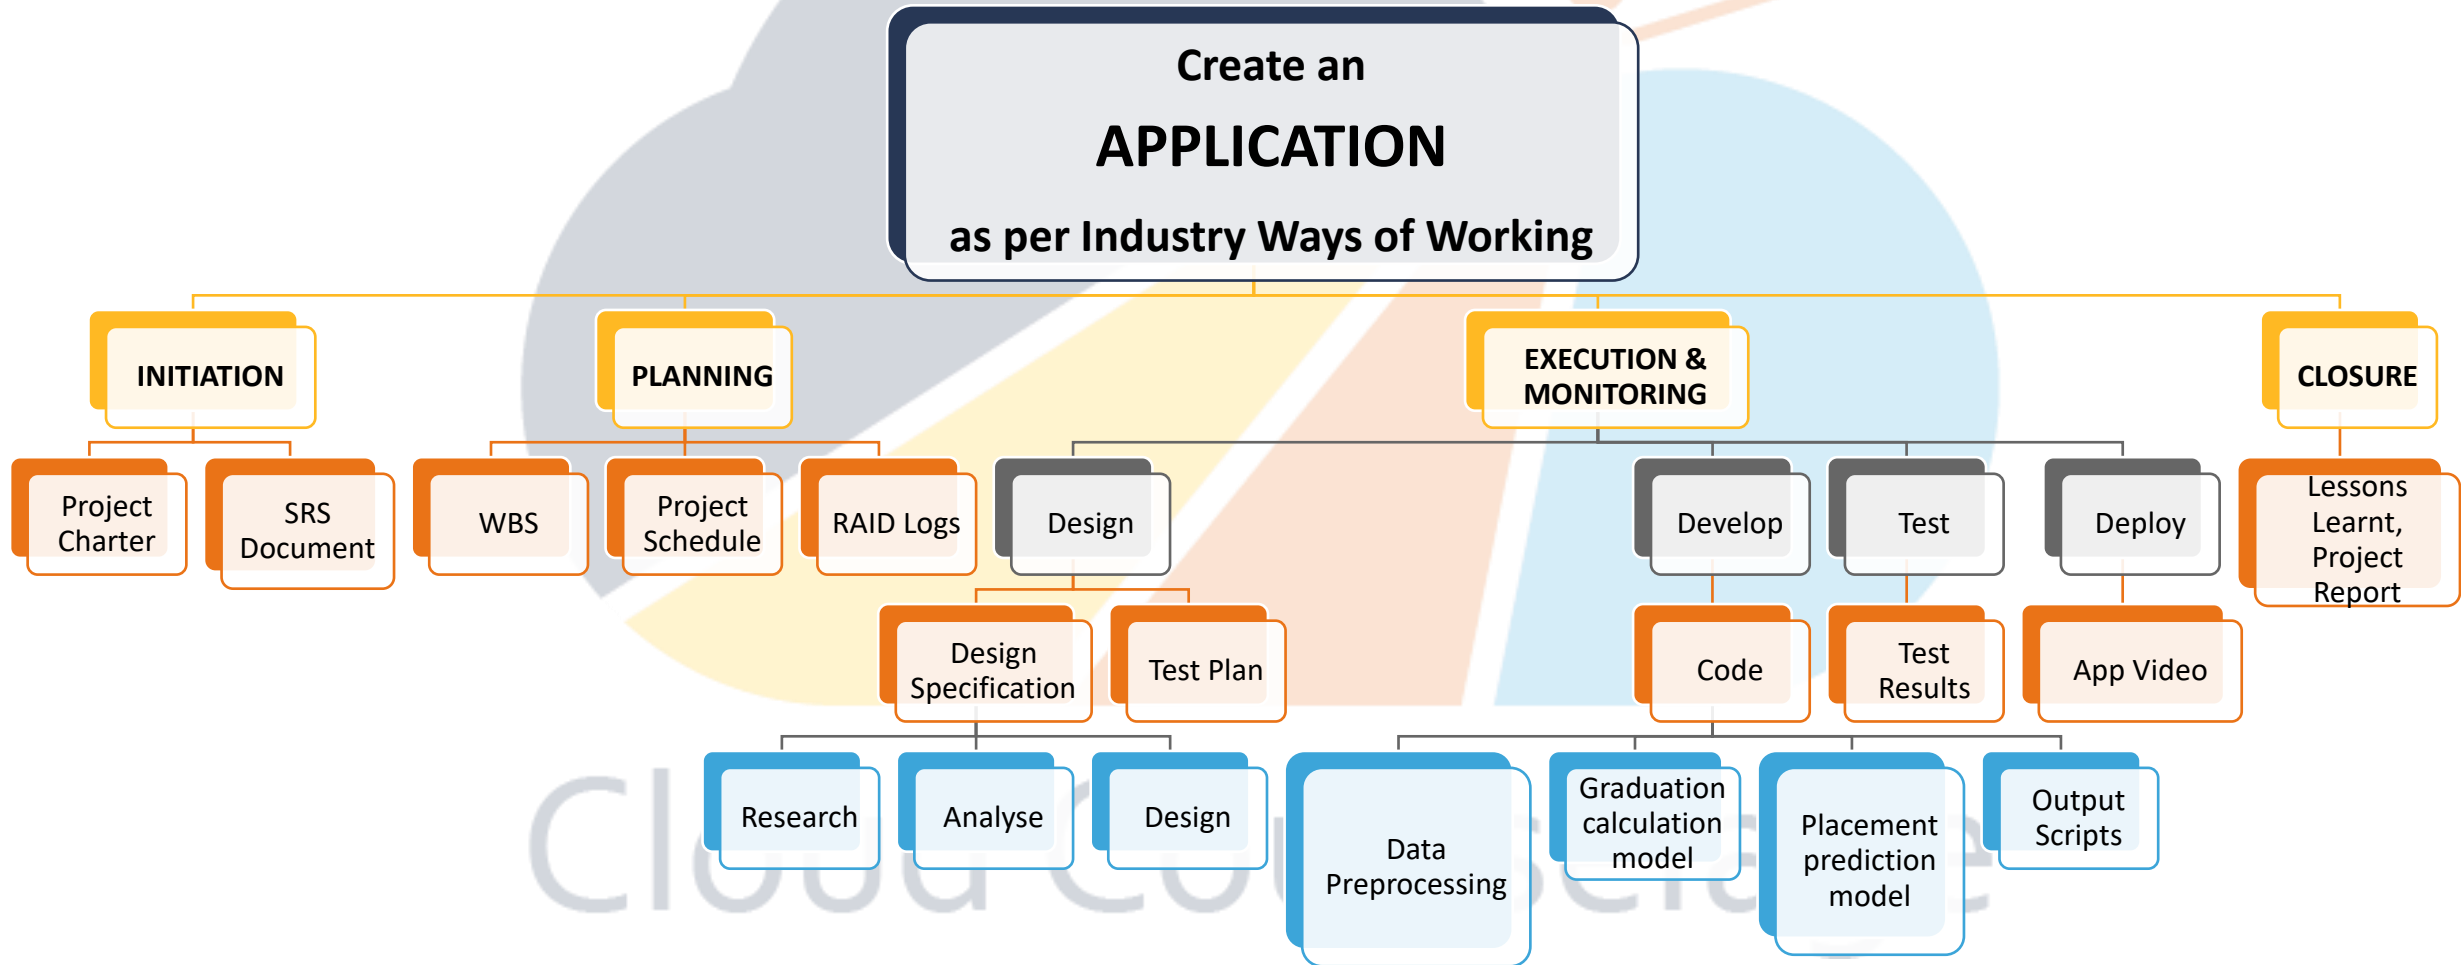 Create an
APPLICATION
as per Industry Ways of Working
INITIATION
PLANNING
EXECUTION &
MONITORING
CLOSURE
Project
Charter
SRS
Document
WBS
Project
Schedule
RAID Logs
Design
Develop
Test
Deploy
Lessons
Learnt,
Project
Report
Design
Specification
Test Plan
Code
Test
Results
App Video
Research
Analyse
Design
Data
Preprocessing
Graduation
calculation
model
Placement
prediction
model
Output
Scripts
Cloud